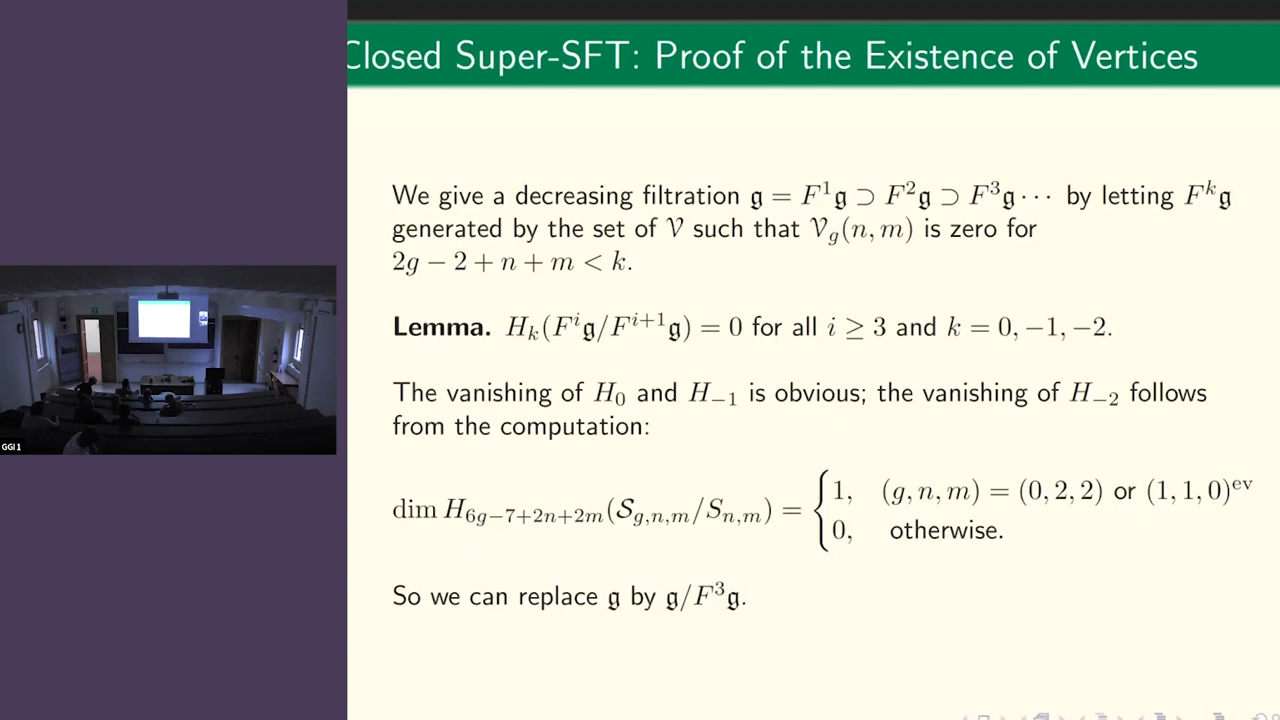 Closed Super-SFT: Proof of the Existence of Vertices
We give a decreasing filtration 𝔤 = F¹𝔤 ⊃ F²𝔤 ⊃ F³𝔤 ⋯ by letting Fᵏ𝔤
generated by the set of 𝒱 such that 𝒱_g(n, m) is zero for
2g − 2 + n + m < k.
Lemma. H_k(Fⁱ𝔤/Fⁱ⁺¹𝔤) = 0 for all i ≥ 3 and k = 0, −1, −2.
The vanishing of H₀ and H₋₁ is obvious; the vanishing of H₋₂ follows
from the computation:
dim H_{6g−7+2n+2m}(𝒮_{g,n,m}/S_{n,m}) = { 1, (g, n, m) = (0, 2, 2) or (1, 1, 0)^{ev}
0, otherwise.
So we can replace 𝔤 by 𝔤/F³𝔤.
GGI 1